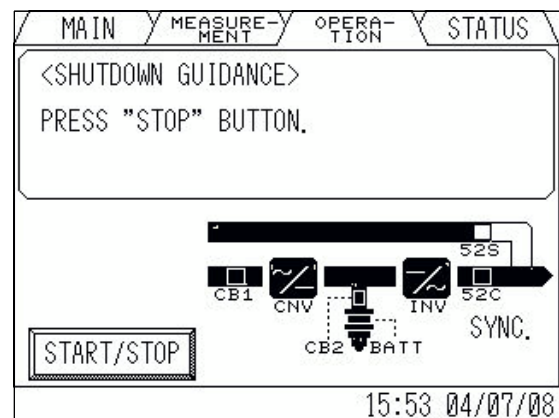 MAIN
MEASURE-
MENT
OPERA-
TION
STATUS
<SHUTDOWN GUIDANCE>
PRESS "STOP" BUTTON.
52S
CB1
CNV
INV
52C
CB2
BATT
SYNC.
START/STOP
15:53 04/07/08